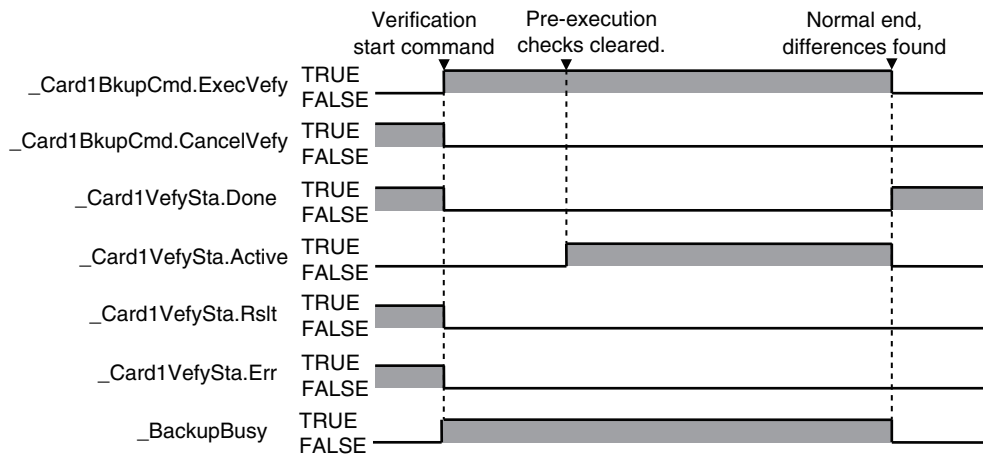 Verification
start command
Pre-execution
checks cleared.
Normal end,
differences found
_Card1BkupCmd.ExecVefy
TRUE
FALSE
_Card1BkupCmd.CancelVefy
TRUE
FALSE
_Card1VefySta.Done
TRUE
FALSE
_Card1VefySta.Active
TRUE
FALSE
_Card1VefySta.Rslt
TRUE
FALSE
_Card1VefySta.Err
TRUE
FALSE
_BackupBusy
TRUE
FALSE